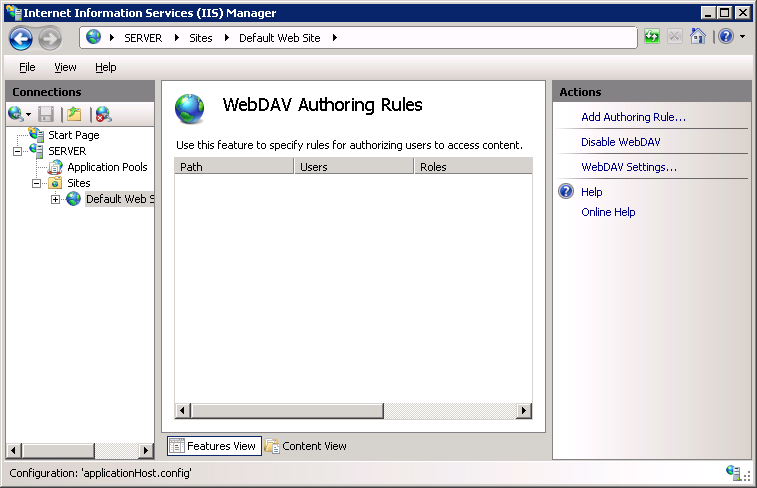 Internet Information Services (IIS) Manager
SERVER Sites Default Web Site
File View Help
Connections
Start Page
SERVER
Application Pools
Sites
Default Web S
WebDAV Authoring Rules
Use this feature to specify rules for authorizing users to access content.
Path Users Roles
Features View Content View
Actions
Add Authoring Rule...
Disable WebDAV
WebDAV Settings...
Help
Online Help
Configuration: 'applicationHost.config'